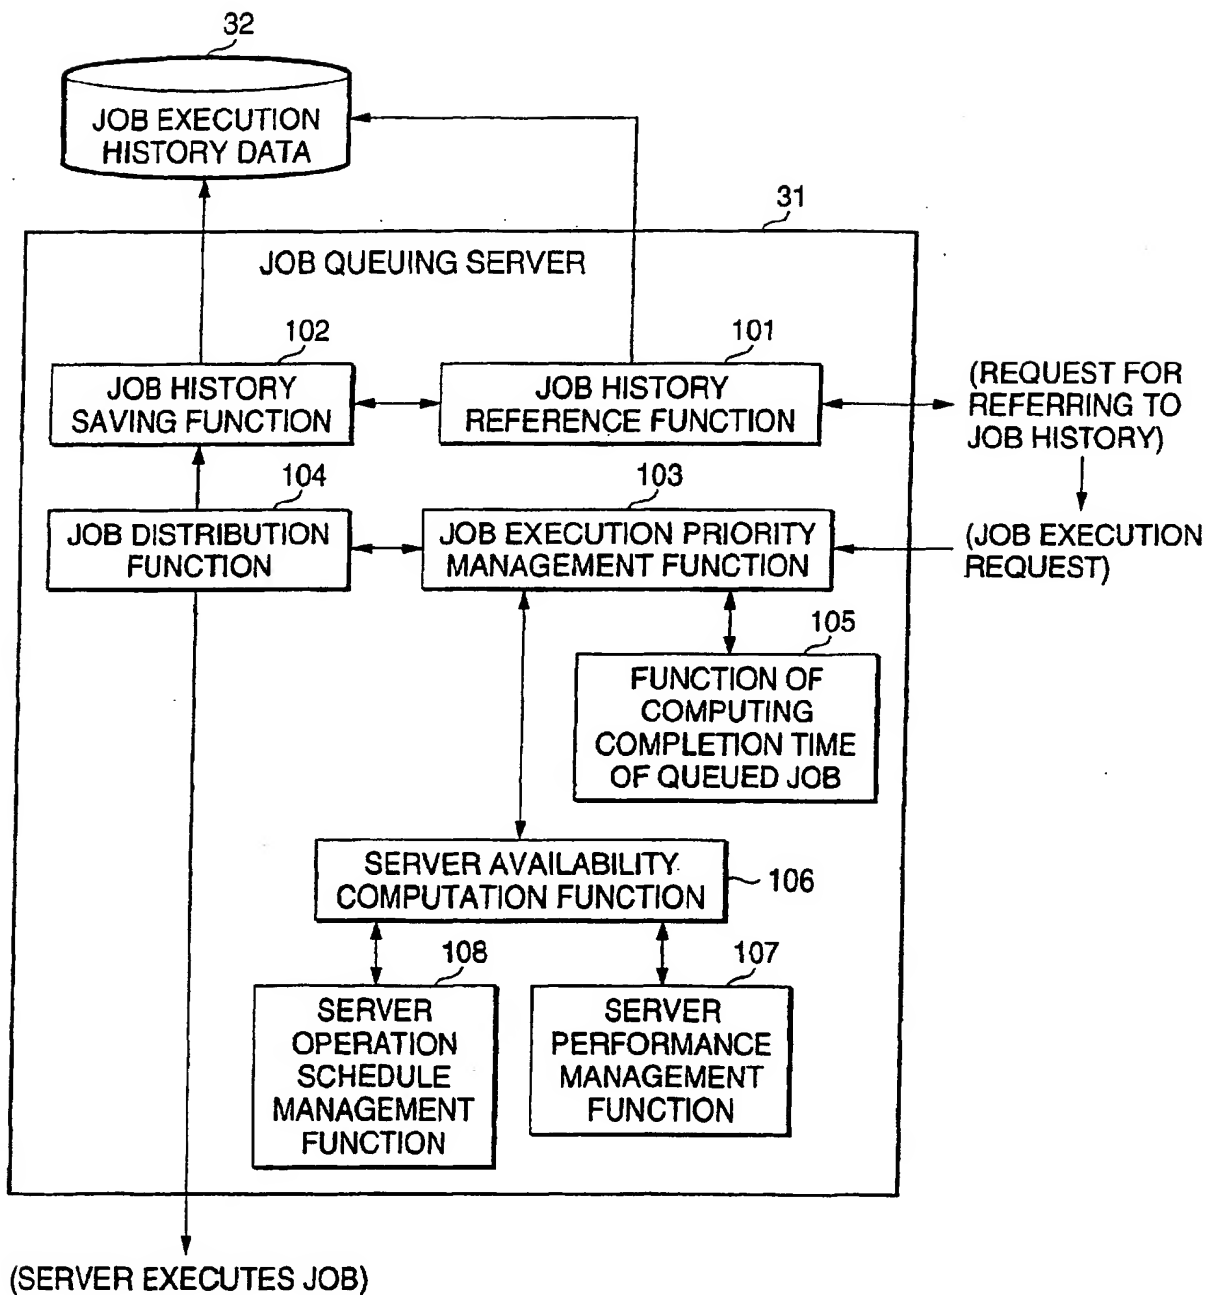 32
JOB EXECUTION
HISTORY DATA
31
JOB QUEUING SERVER
102
JOB HISTORY
SAVING FUNCTION
101
JOB HISTORY
REFERENCE FUNCTION
(REQUEST FOR
REFERRING TO
JOB HISTORY)
104
JOB DISTRIBUTION
FUNCTION
103
JOB EXECUTION PRIORITY
MANAGEMENT FUNCTION
(JOB EXECUTION
REQUEST)
105
FUNCTION OF
COMPUTING
COMPLETION TIME
OF QUEUED JOB
SERVER AVAILABILITY
COMPUTATION FUNCTION
106
108
SERVER
OPERATION
SCHEDULE
MANAGEMENT
FUNCTION
107
SERVER
PERFORMANCE
MANAGEMENT
FUNCTION
(SERVER EXECUTES JOB)